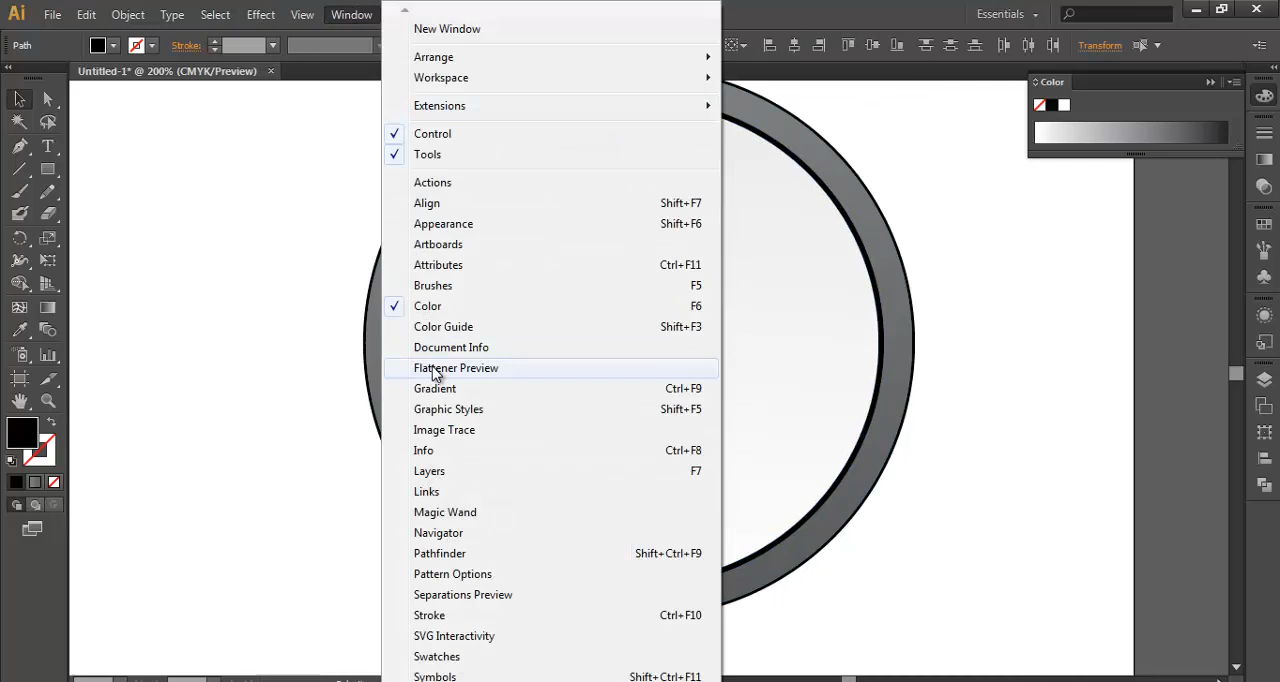 Ai File Edit Object Type Select Effect View Window Essentials
Path Stroke: Transform
Untitled-1* @ 200% (CMYK/Preview) ×
Color
New Window
Arrange
Workspace
Extensions
Control
Tools
Actions
Align Shift+F7
Appearance Shift+F6
Artboards
Attributes Ctrl+F11
Brushes F5
Color F6
Color Guide Shift+F3
Document Info
Flattener Preview
Gradient Ctrl+F9
Graphic Styles Shift+F5
Image Trace
Info Ctrl+F8
Layers F7
Links
Magic Wand
Navigator
Pathfinder Shift+Ctrl+F9
Pattern Options
Separations Preview
Stroke Ctrl+F10
SVG Interactivity
Swatches
Symbols Shift+Ctrl+F11